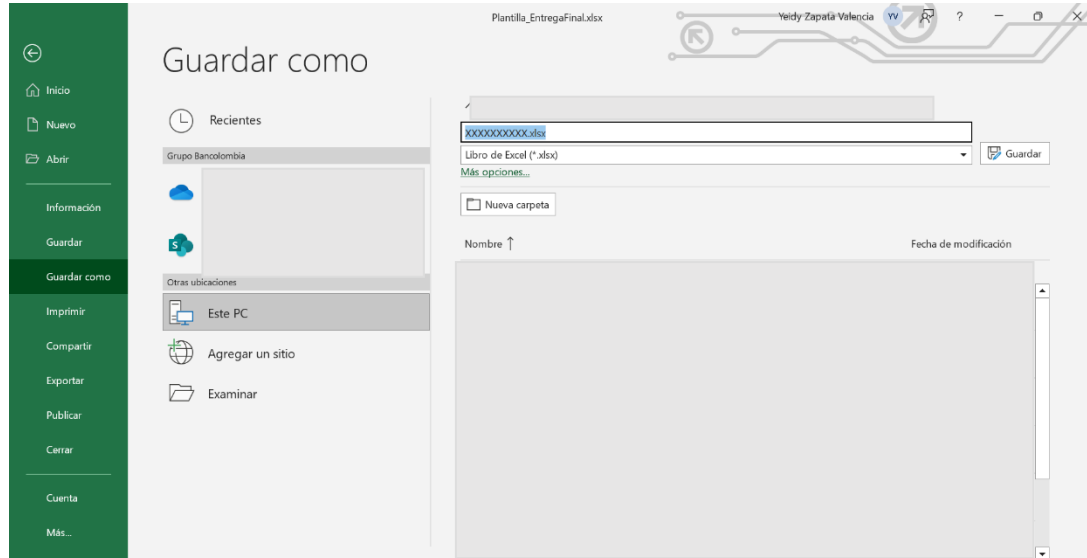 Plantilla_EntregaFinal.xlsx
Yeidy Zapata Valencia
YV
?
Guardar como
Inicio
Nuevo
Abrir
Información
Guardar
Guardar como
Imprimir
Compartir
Exportar
Publicar
Cerrar
Cuenta
Más...
Recientes
Grupo Bancolombia
S
Otras ubicaciones
Este PC
Agregar un sitio
Examinar
XXXXXXXXXX.xlsx
Libro de Excel (*.xlsx)
Guardar
Más opciones...
Nueva carpeta
Nombre ↑
Fecha de modificación